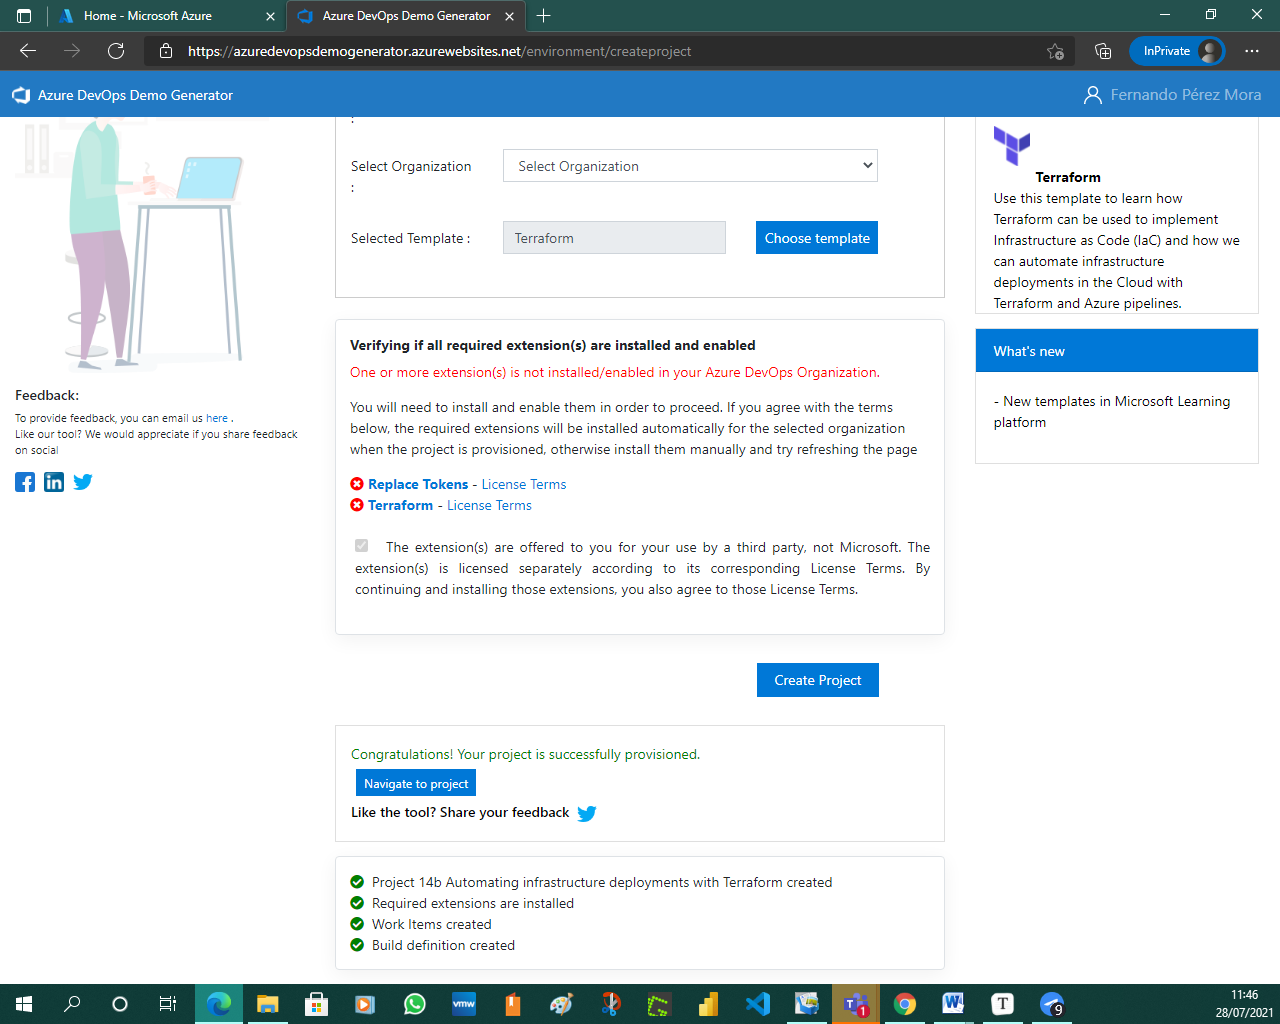 Home - Microsoft Azure
Azure DevOps Demo Generator
https://azuredevopsdemogenerator.azurewebsites.net/environment/createproject
InPrivate
Azure DevOps Demo Generator
Fernando Pérez Mora
:
Select Organization
:
Select Organization
Selected Template :
Terraform
Choose template
Verifying if all required extension(s) are installed and enabled
One or more extension(s) is not installed/enabled in your Azure DevOps Organization.
You will need to install and enable them in order to proceed. If you agree with the terms
below, the required extensions will be installed automatically for the selected organization
when the project is provisioned, otherwise install them manually and try refreshing the page
Replace Tokens - License Terms
Terraform - License Terms
The extension(s) are offered to you for your use by a third party, not Microsoft. The
extension(s) is licensed separately according to its corresponding License Terms. By
continuing and installing those extensions, you also agree to those License Terms.
Create Project
Congratulations! Your project is successfully provisioned.
Navigate to project
Like the tool? Share your feedback
Project 14b Automating infrastructure deployments with Terraform created
Required extensions are installed
Work Items created
Build definition created
Feedback:
To provide feedback, you can email us here .
Like our tool? We would appreciate if you share feedback
on social
Terraform
Use this template to learn how
Terraform can be used to implement
Infrastructure as Code (IaC) and how we
can automate infrastructure
deployments in the Cloud with
Terraform and Azure pipelines.
What's new
- New templates in Microsoft Learning
platform
vmw
W
T
1
9
11:46
28/07/2021